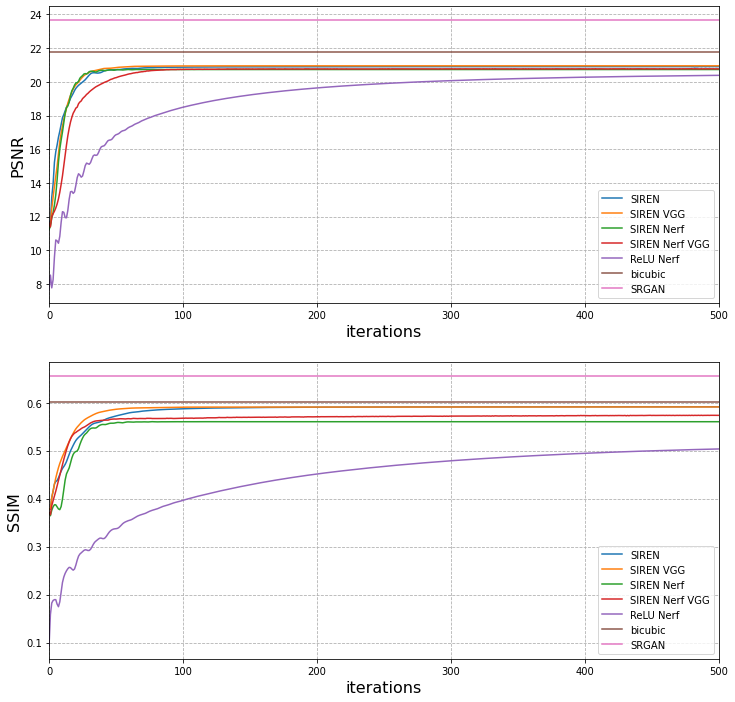 24
22
20
18
16
14
12
10
8
PSNR
SIREN
SIREN VGG
SIREN Nerf
SIREN Nerf VGG
ReLU Nerf
bicubic
SRGAN
0 100 200 300 400 500
iterations
0.6
0.5
0.4
0.3
0.2
0.1
SSIM
SIREN
SIREN VGG
SIREN Nerf
SIREN Nerf VGG
ReLU Nerf
bicubic
SRGAN
0 100 200 300 400 500
iterations